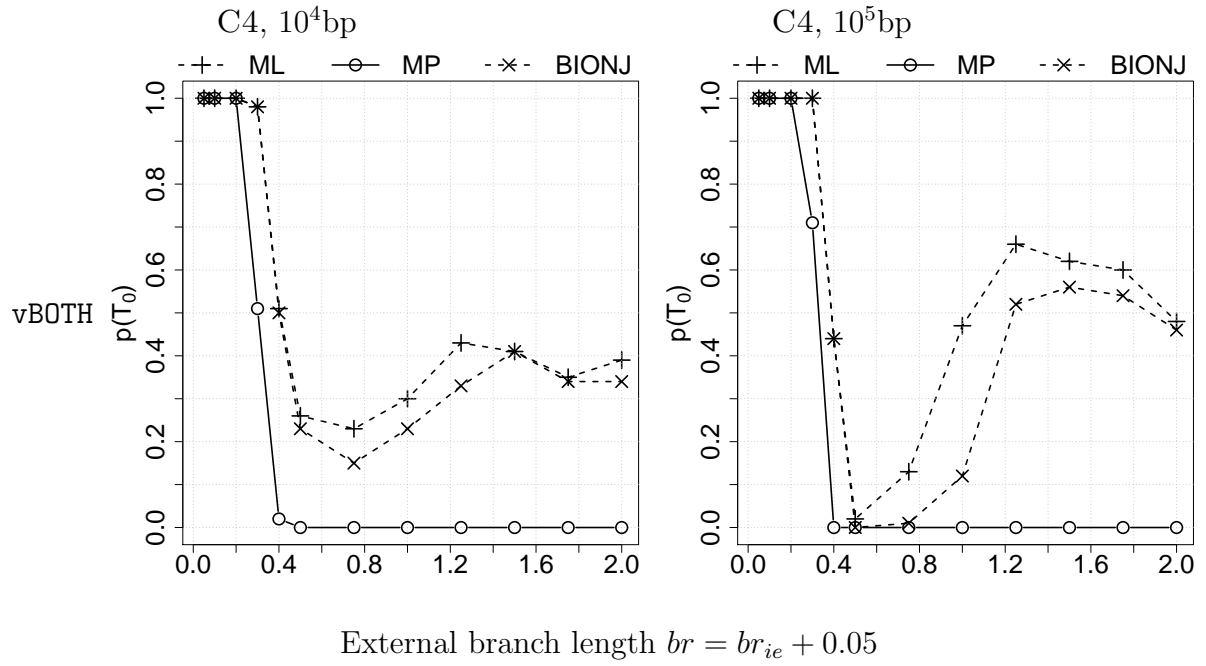 C4, 10⁴bp
C4, 10⁵bp
ML MP BIONJ
ML MP BIONJ
1.0
0.8
0.6
0.4
0.2
0.0
p(T₀)
1.0
0.8
0.6
0.4
0.2
0.0
p(T₀)
vBOTH
0.0 0.4 0.8 1.2 1.6 2.0
0.0 0.4 0.8 1.2 1.6 2.0
External branch length br = br_ie + 0.05